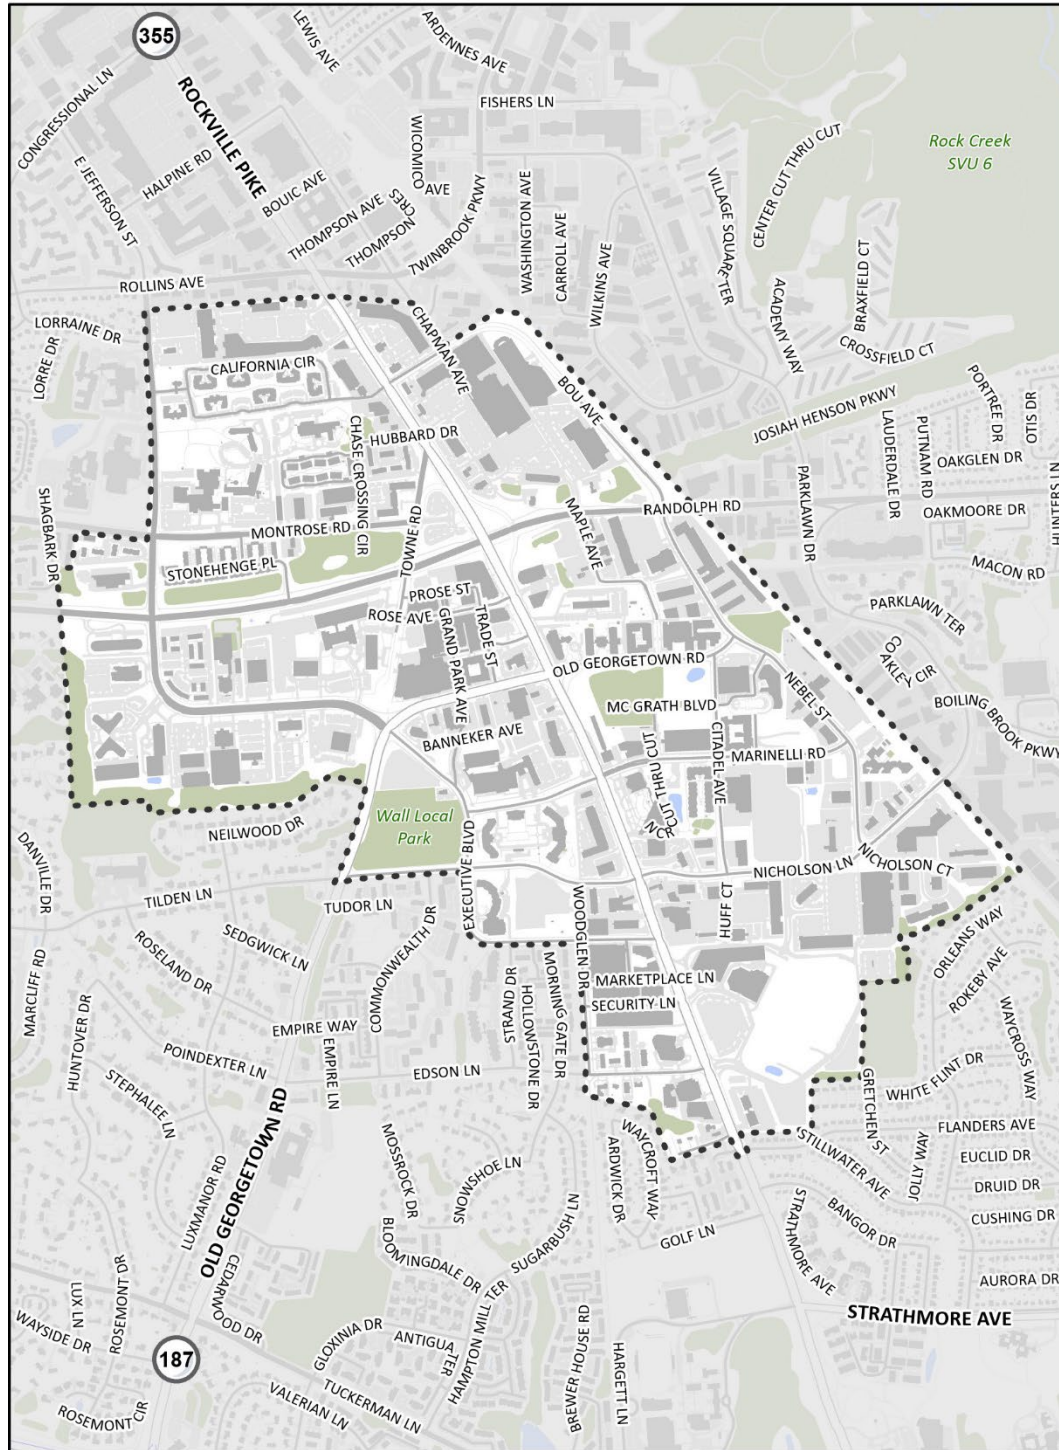 355
LEWIS AVE
ARDENNES AVE
CONGRESSIONAL LN
ROCKVILLE PIKE
FISHERS LN
WICOMICO AVE
Rock Creek
SVU 6
CENTER CUT THRU CUT
E JEFFERSON ST
HALPINE RD
BOUIC AVE
THOMPSON AVE
THOMPSON CRES
TWINBROOK PKWY
WASHINGTON AVE
CARROLL AVE
WILKINS AVE
VILLAGE SQUARE TER
ACADEMY WAY
BRAXFIELD CT
CROSSFIELD CT
ROLLINS AVE
LORRAINE DR
LORRE DR
CHAPMAN AVE
CALIFORNIA CIR
BOU AVE
JOSIAH HENSON PKWY
PORTREE DR
OTIS DR
LAUDERDALE DR
PUTNAM RD
OAKGLEN DR
CHASE CROSSING CIR
HUBBARD DR
SHAGBARK DR
MONTROSE RD
TOWNE RD
MAPLE AVE
RANDOLPH RD
PARKLAWN DR
OAKMOORE DR
HUNTERS LN
STONEHENGE PL
MACON RD
PROSE ST
ROSE AVE
GRAND PARK AVE
TRADE ST
PARKLAWN TER
OLD GEORGETOWN RD
COAKLEY CIR
NEBEL ST
BOILING BROOK PKWY
MC GRATH BLVD
CITADEL AVE
BANNEKER AVE
MARINELLI RD
CUT THRU CUT
NCR
Wall Local
Park
NEILWOOD DR
DANVILLE DR
EXECUTIVE BLVD
NICHOLSON LN
NICHOLSON CT
TILDEN LN
TUDOR LN
HUFF CT
WOODGLEN DR
ORLEANS WAY
ROKEBY AVE
SEDGWICK LN
COMMONWEALTH DR
ROSELAND DR
MARCLIFF RD
MARKETPLACE LN
SECURITY LN
STRAND DR
HOLLOWSTONE DR
MORNING GATE DR
HUNTOVER DR
EMPIRE WAY
EMPIRE LN
POINDEXTER LN
EDSON LN
WAYCROSS WAY
WHITE FLINT DR
GRETCHEN ST
STEPHALEE LN
OLD GEORGETOWN RD
MOSSROCK DR
SNOWSHOE LN
WAYCROFT WAY
ARDWICK DR
STILLWATER AVE
JOLLY WAY
FLANDERS AVE
EUCLID DR
DRUID DR
CUSHING DR
LUXMANOR RD
SUGARBUSH LN
GOLF LN
STRATHMORE AVE
BANGOR DR
BLOOMINGDALE DR
CEDARWOOD DR
AURORA DR
LUX LN
ROSEMONT DR
STRATHMORE AVE
WAYSIDE DR
187
GLOXINIA DR
ANTIGUA TER
HAMPTON MILL TER
BREWER HOUSE RD
HARGETT LN
TUCKERMAN LN
VALERIAN LN
ROSEMONT CIR